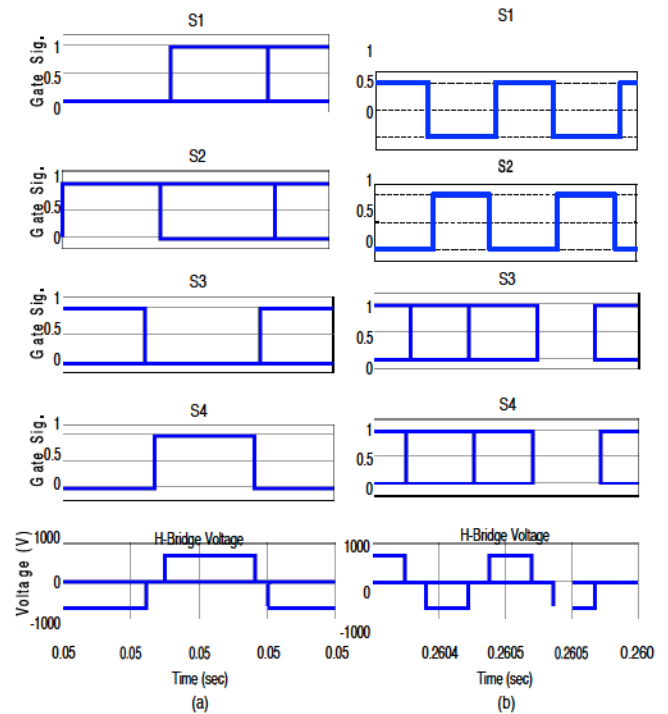 S1
Gate Sig.
1
0.5
0
S2
Gate Sig.
1
0.5
0
S3
Gate Sig.
1
0.5
0
S4
Gate Sig.
1
0.5
0
H-Bridge Voltage
Voltage (V)
1000
0
-1000
0.05 0.05 0.05 0.05 0.05
Time (sec)
(a)
S1
1
0.5
0
S2
1
0.5
0
S3
1
0.5
0
S4
1
0.5
0
H-Bridge Voltage
1000
0
-1000
0.2604 0.2605 0.2605 0.260
Time (sec)
(b)